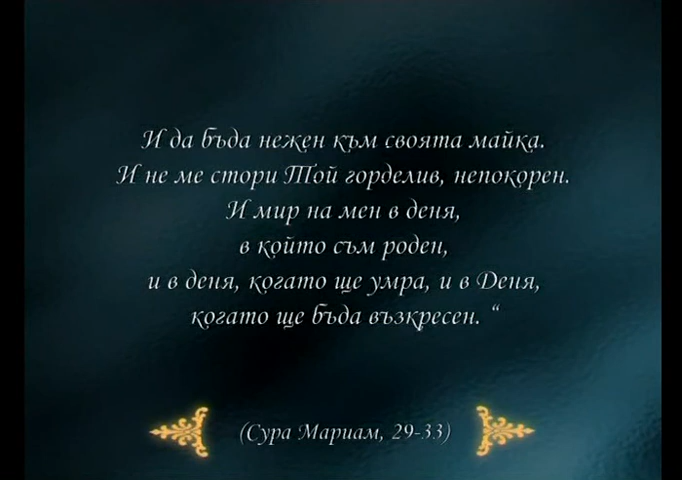 И да бъда нежен към своята майка.
И не ме стори Той горделив, непокорен.
И мир на мен в деня,
в който съм роден,
и в деня, когато ще умра, и в Деня,
когато ще бъда възкресен. “
(Сура Мариам, 29-33)